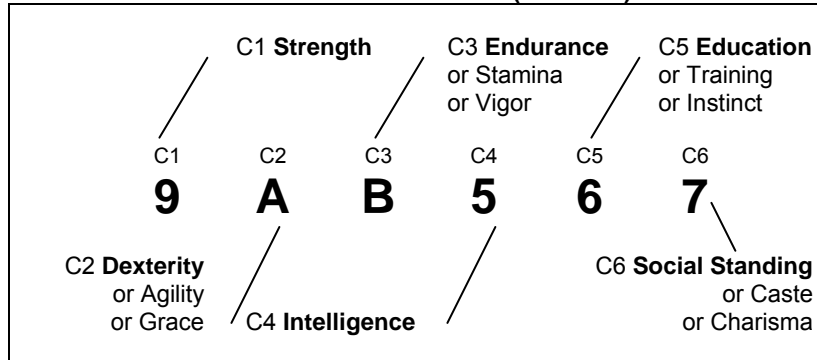 C1 Strength
C3 Endurance
or Stamina
or Vigor
C5 Education
or Training
or Instinct
C1 C2 C3 C4 C5 C6
9 A B 5 6 7
C2 Dexterity
or Agility
or Grace
C4 Intelligence
C6 Social Standing
or Caste
or Charisma